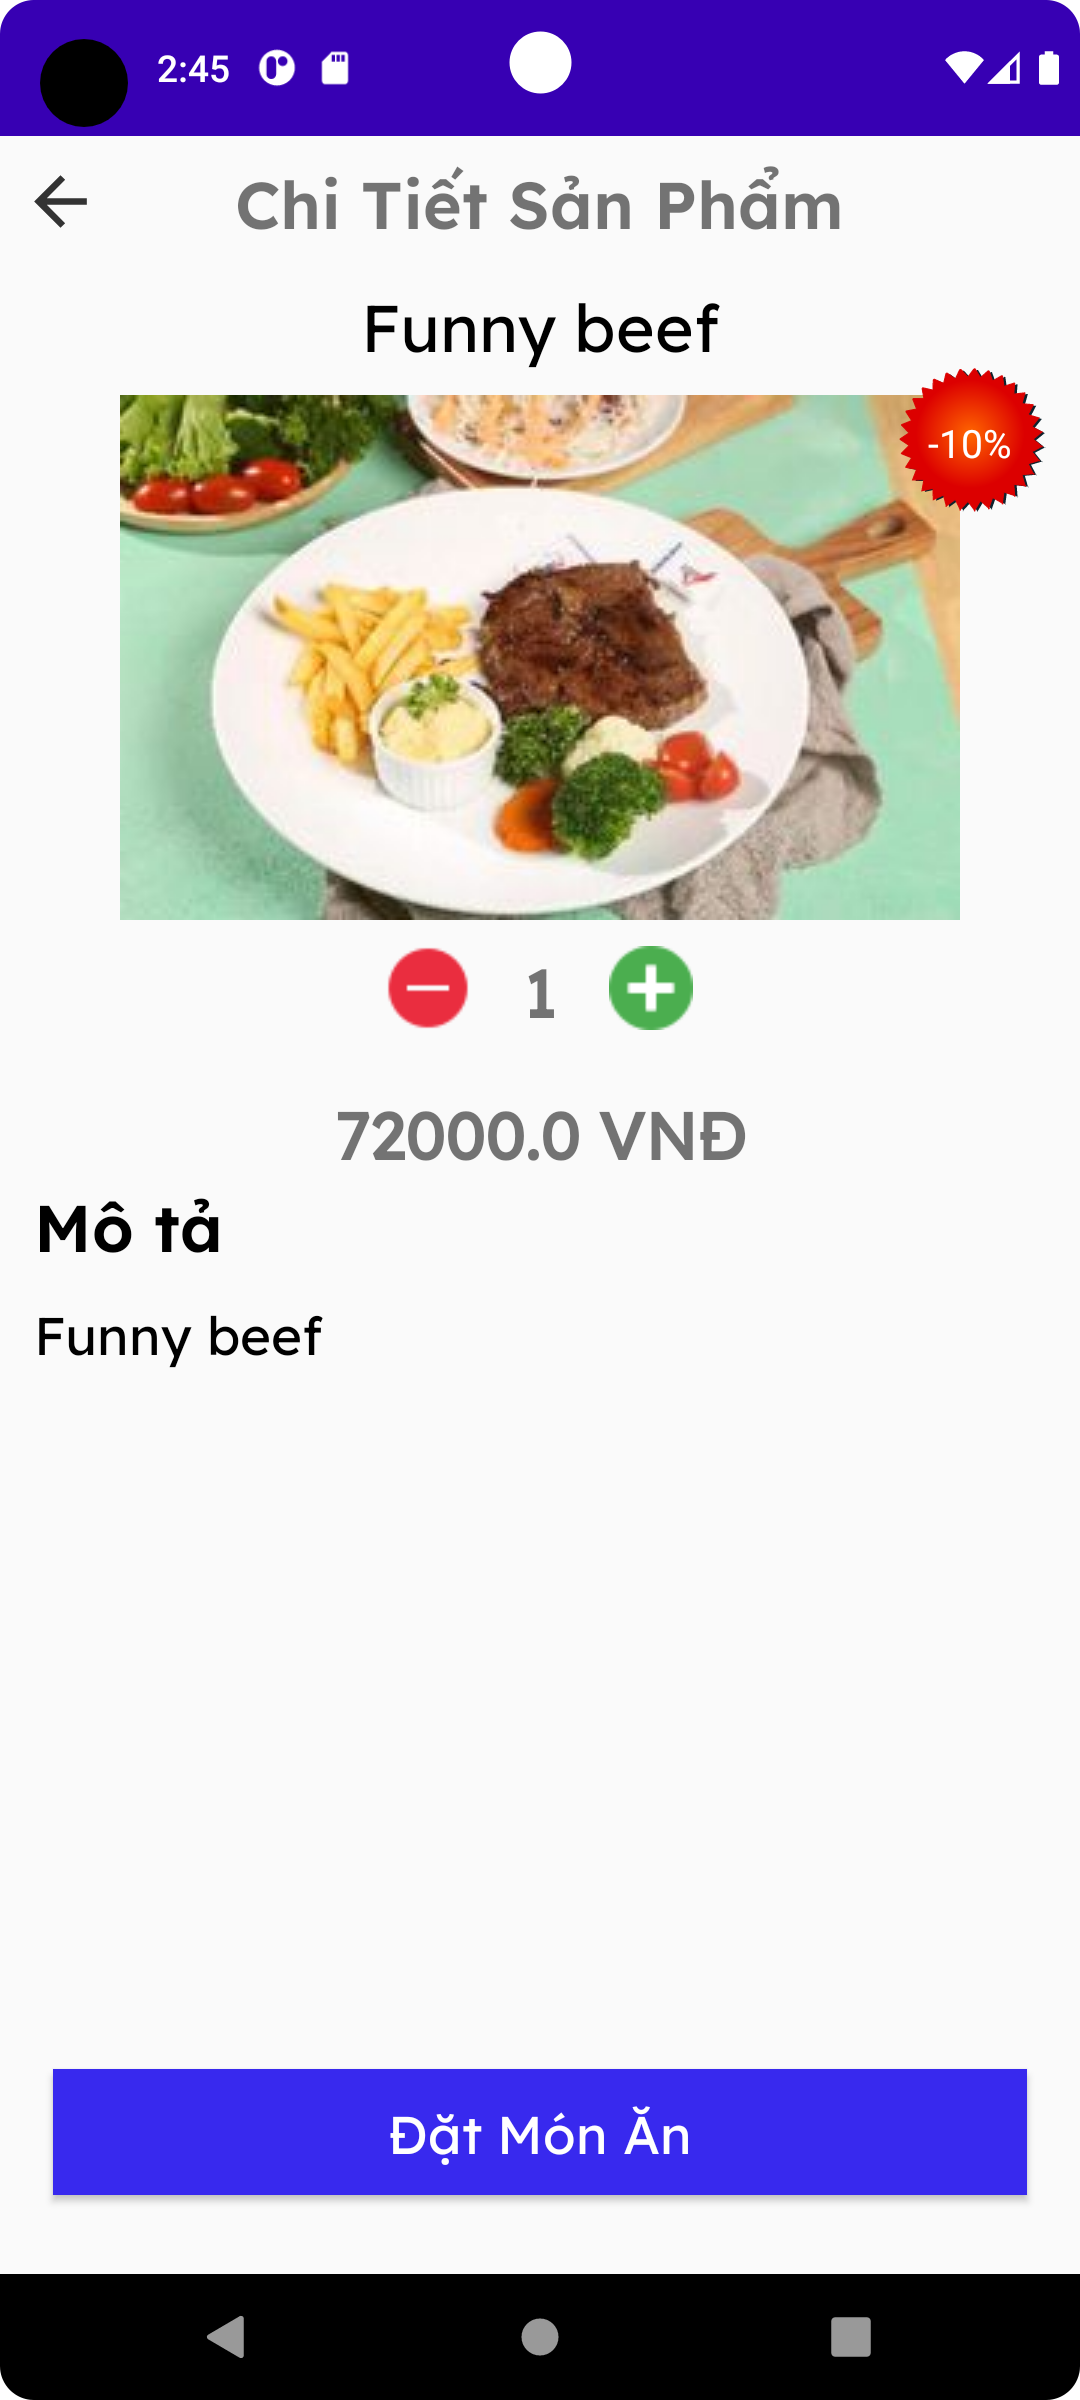 2:45
Chi Tiết Sản Phẩm
Funny beef
-10%
1
72000.0 VNĐ
Mô tả
Funny beef
Đặt Món Ăn